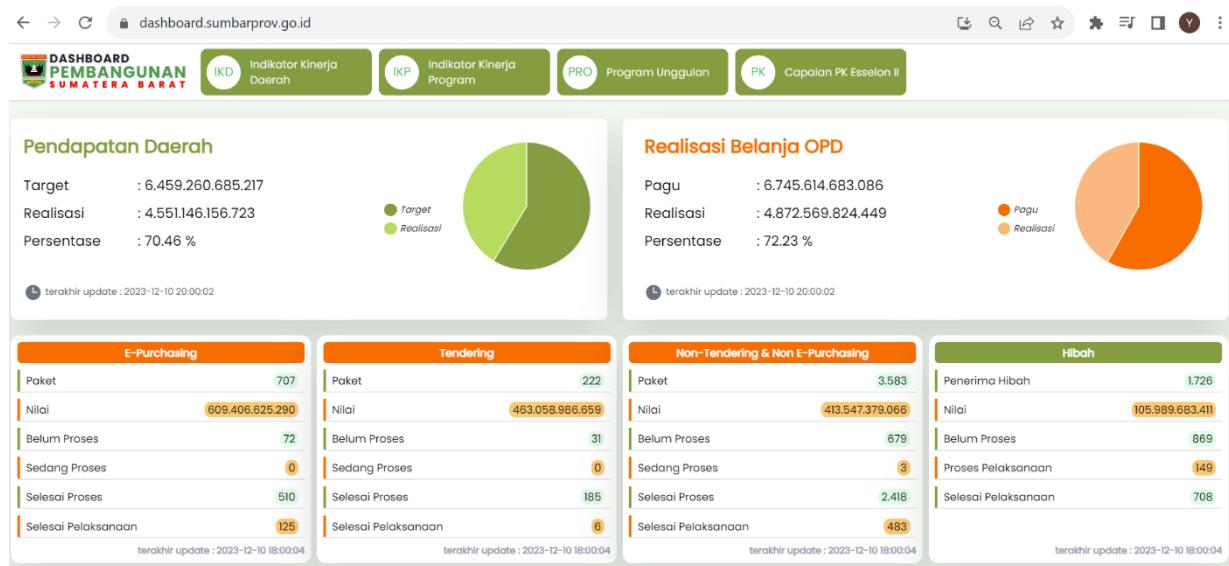 dashboard.sumbarprov.go.id
Y
DASHBOARD
PEMBANGUNAN
SUMATERA BARAT
IKD
Indikator Kinerja
Daerah
IKP
Indikator Kinerja
Program
PRO
Program Unggulan
PK
Capaian PK Esselon II
Pendapatan Daerah
Target : 6.459.260.685.217
Realisasi : 4.551.146.156.723
Persentase : 70.46 %
Target
Realisasi
terakhir update : 2023-12-10 20:00:02
Realisasi Belanja OPD
Pagu : 6.745.614.683.086
Realisasi : 4.872.569.824.449
Persentase : 72.23 %
Pagu
Realisasi
terakhir update : 2023-12-10 20:00:02
E-Purchasing
Paket 707
Nilai 609.406.625.290
Belum Proses 72
Sedang Proses 0
Selesai Proses 510
Selesai Pelaksanaan 125
terakhir update : 2023-12-10 18:00:04
Tendering
Paket 222
Nilai 463.058.986.659
Belum Proses 31
Sedang Proses 0
Selesai Proses 185
Selesai Pelaksanaan 6
terakhir update : 2023-12-10 18:00:04
Non-Tendering & Non E-Purchasing
Paket 3.583
Nilai 413.547.379.066
Belum Proses 679
Sedang Proses 3
Selesai Proses 2.418
Selesai Pelaksanaan 483
terakhir update : 2023-12-10 18:00:04
Hibah
Penerima Hibah 1.726
Nilai 105.989.683.411
Belum Proses 869
Proses Pelaksanaan 149
Selesai Pelaksanaan 708
terakhir update : 2023-12-10 18:00:04